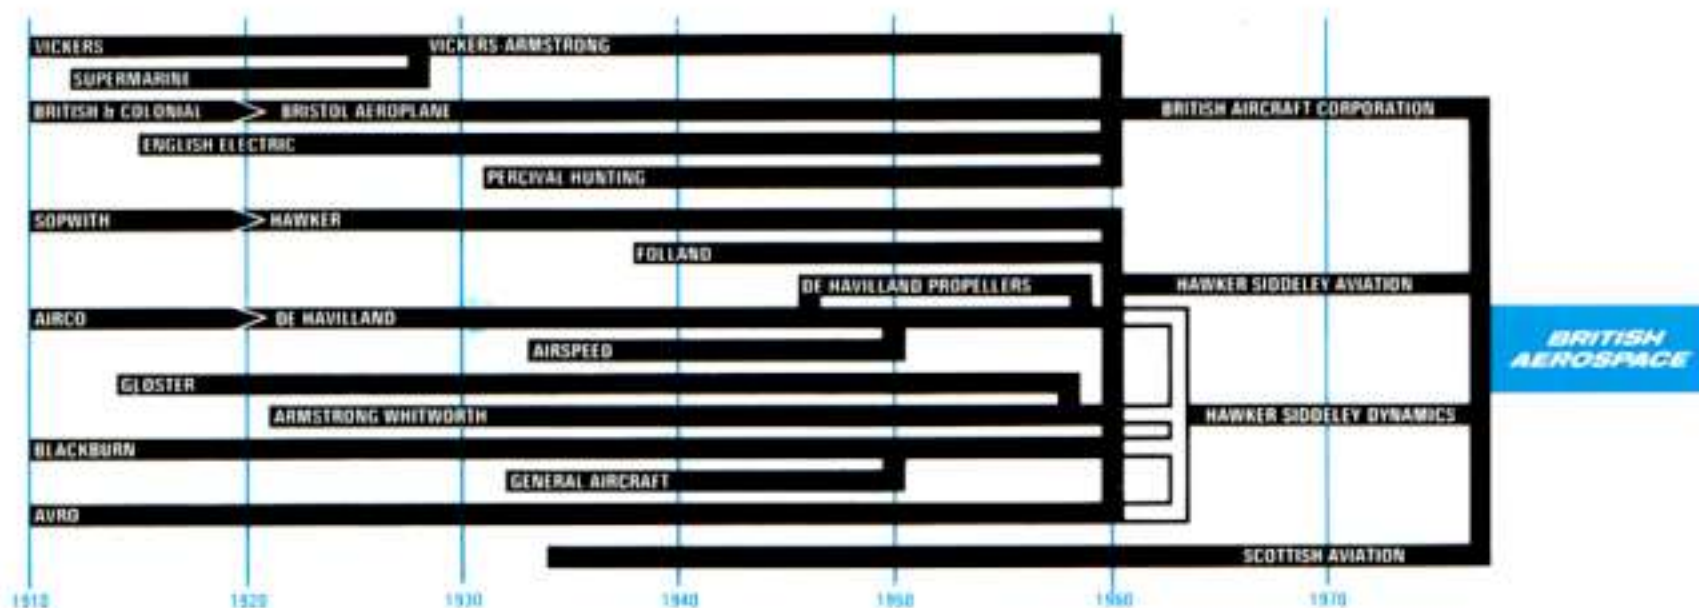 VICKERS VICKERS-ARMSTRONG
SUPERMARINE
BRITISH & COLONIAL BRISTOL AEROPLANE BRITISH AIRCRAFT CORPORATION
ENGLISH ELECTRIC
PERCIVAL HUNTING
SOPWITH HAWKER
FOLLAND
DE HAVILLAND PROPELLERS HAWKER SIDDELEY AVIATION
AIRCO DE HAVILLAND
BRITISH
AEROSPACE
AIRSPEED
GLOSTER
ARMSTRONG WHITWORTH HAWKER SIDDELEY DYNAMICS
BLACKBURN
GENERAL AIRCRAFT
AVRO
SCOTTISH AVIATION
1910 1920 1930 1940 1950 1960 1970